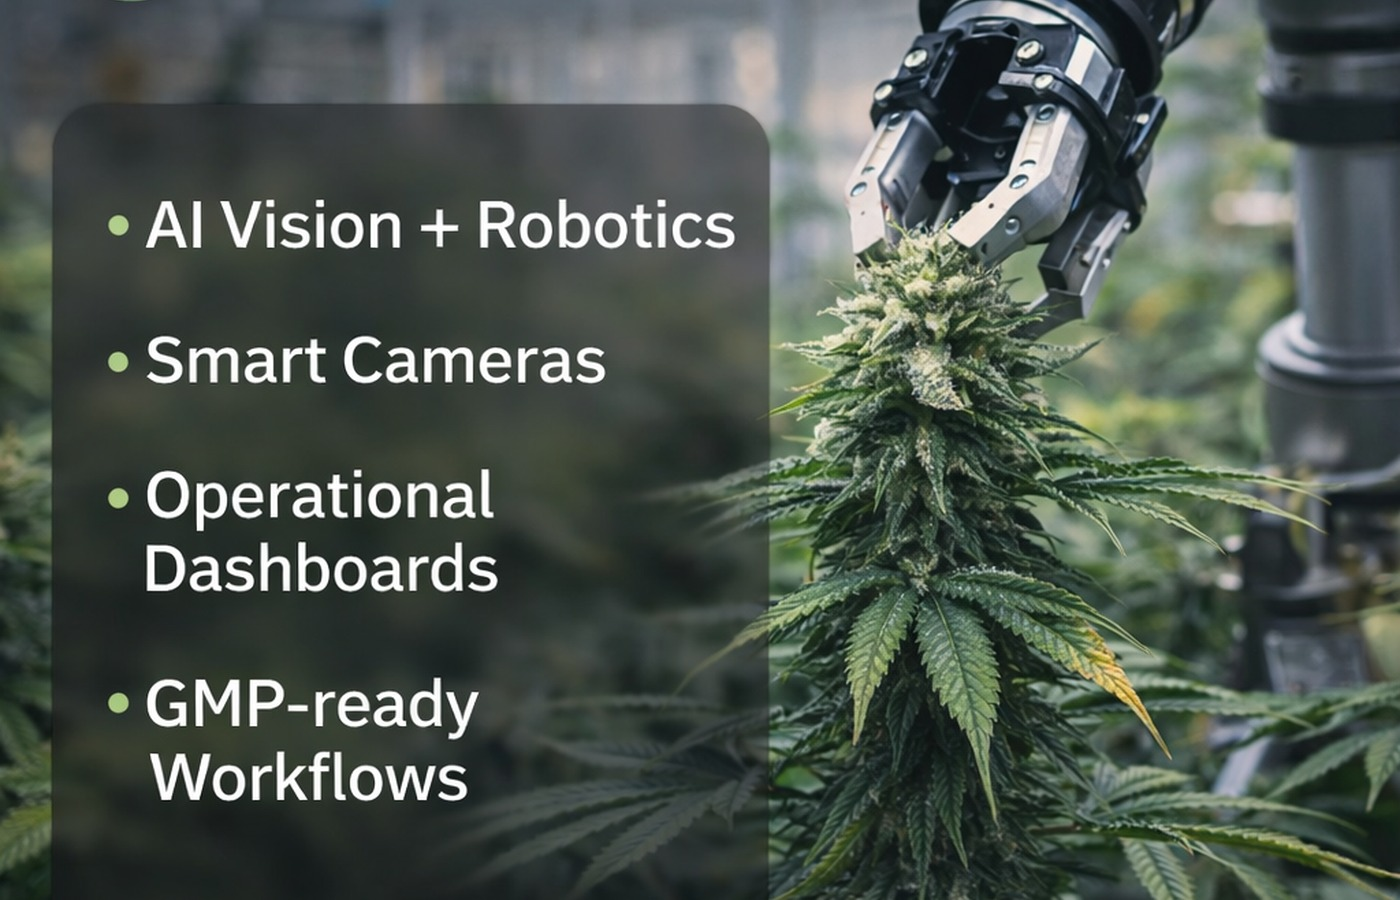 • AI Vision + Robotics
• Smart Cameras
• Operational
Dashboards
• GMP-ready
Workflows